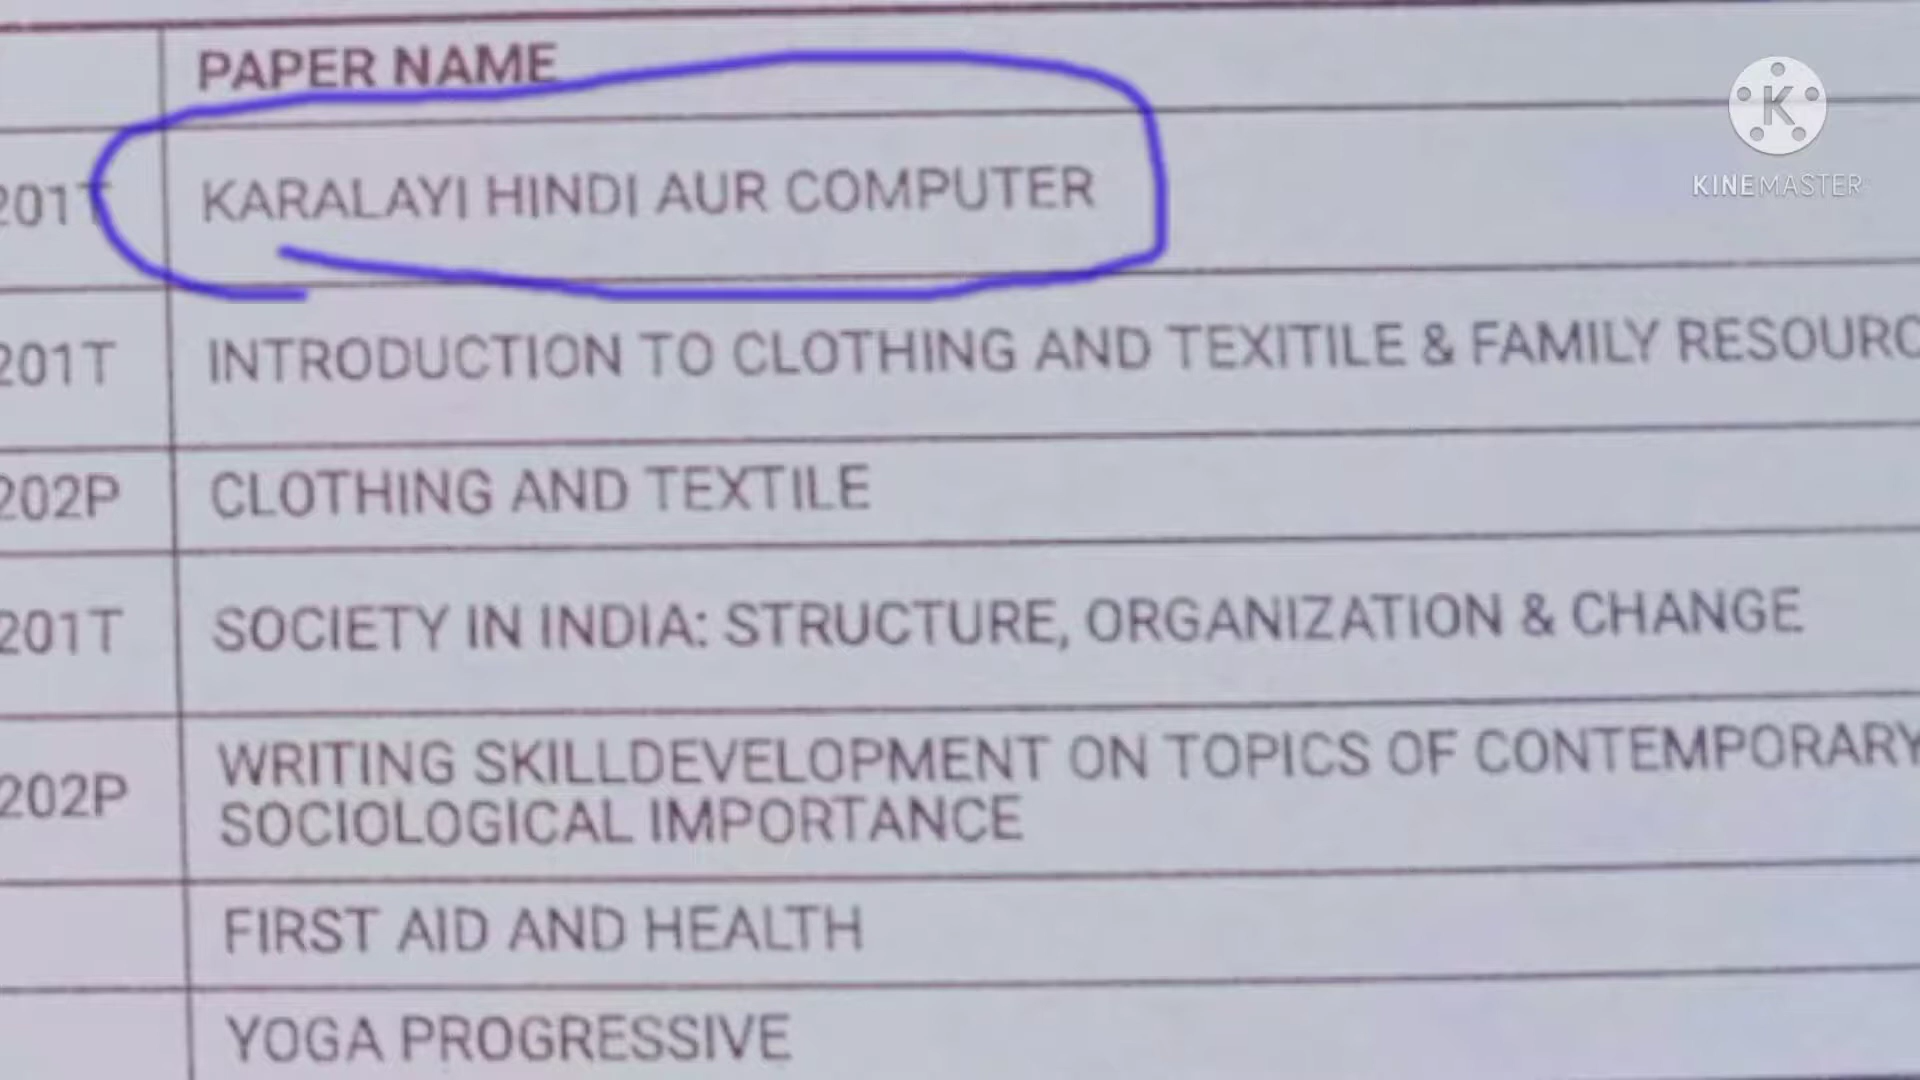 PAPER NAME
201T KARALAYI HINDI AUR COMPUTER
201T INTRODUCTION TO CLOTHING AND TEXITILE & FAMILY RESOURC
202P CLOTHING AND TEXTILE
201T SOCIETY IN INDIA: STRUCTURE, ORGANIZATION & CHANGE
202P WRITING SKILLDEVELOPMENT ON TOPICS OF CONTEMPORARY
SOCIOLOGICAL IMPORTANCE
FIRST AID AND HEALTH
YOGA PROGRESSIVE
K
KINEMASTER